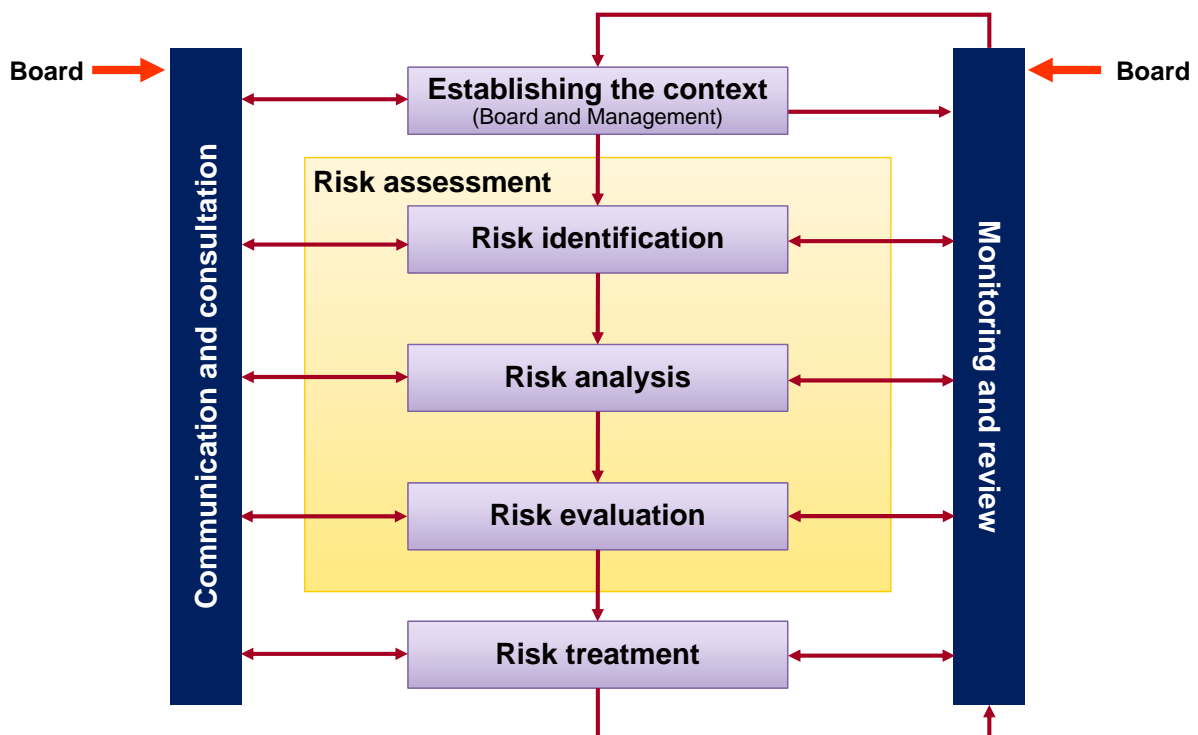 Board
Board
Establishing the context
(Board and Management)
Risk assessment
Risk identification
Risk analysis
Risk evaluation
Risk treatment
Communication and consultation
Monitoring and review